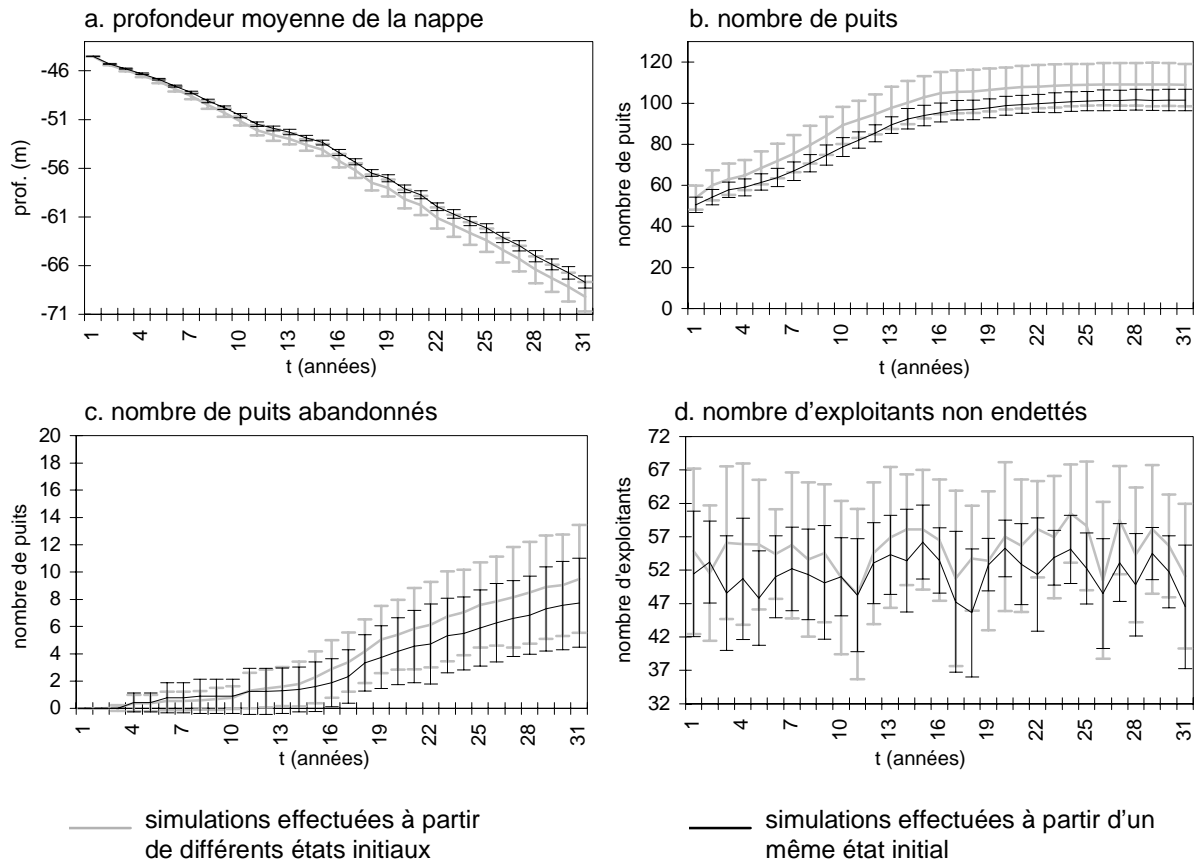 a. profondeur moyenne de la nappe
-46
-51
-56
-61
-66
-71
prof. (m)
1 4 7 10 13 16 19 22 25 28 31
t (années)
b. nombre de puits
120
100
80
60
40
20
0
nombre de puits
1 4 7 10 13 16 19 22 25 28 31
t (années)
c. nombre de puits abandonnés
20
18
16
14
12
10
8
6
4
2
0
nombre de puits
1 4 7 10 13 16 19 22 25 28 31
t (années)
d. nombre d'exploitants non endettés
72
67
62
57
52
47
42
37
32
nombre d'exploitants
1 4 7 10 13 16 19 22 25 28 31
t (années)
simulations effectuées à partir
de différents états initiaux
simulations effectuées à partir d'un
même état initial